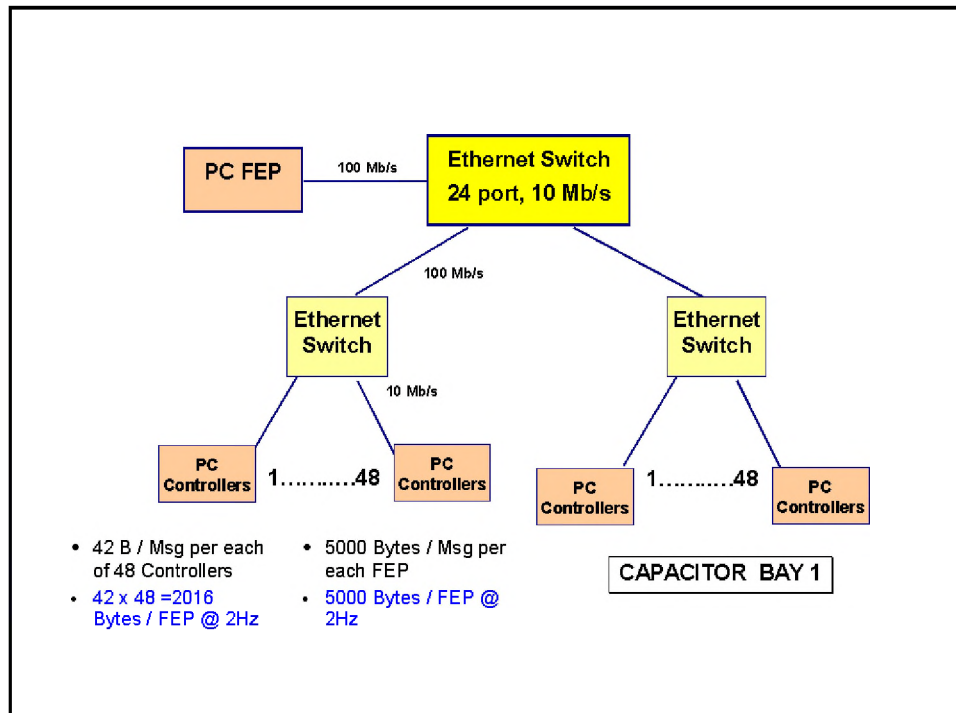 PC FEP
100 Mb/s
Ethernet Switch
24 port, 10 Mb/s
100 Mb/s
Ethernet
Switch
Ethernet
Switch
10 Mb/s
PC
Controllers
1...........48
PC
Controllers
PC
Controllers
1...........48
PC
Controllers
• 42 B / Msg per each
of 48 Controllers
• 42 x 48 =2016
Bytes / FEP @ 2Hz
• 5000 Bytes / Msg per
each FEP
• 5000 Bytes / FEP @
2Hz
CAPACITOR BAY 1